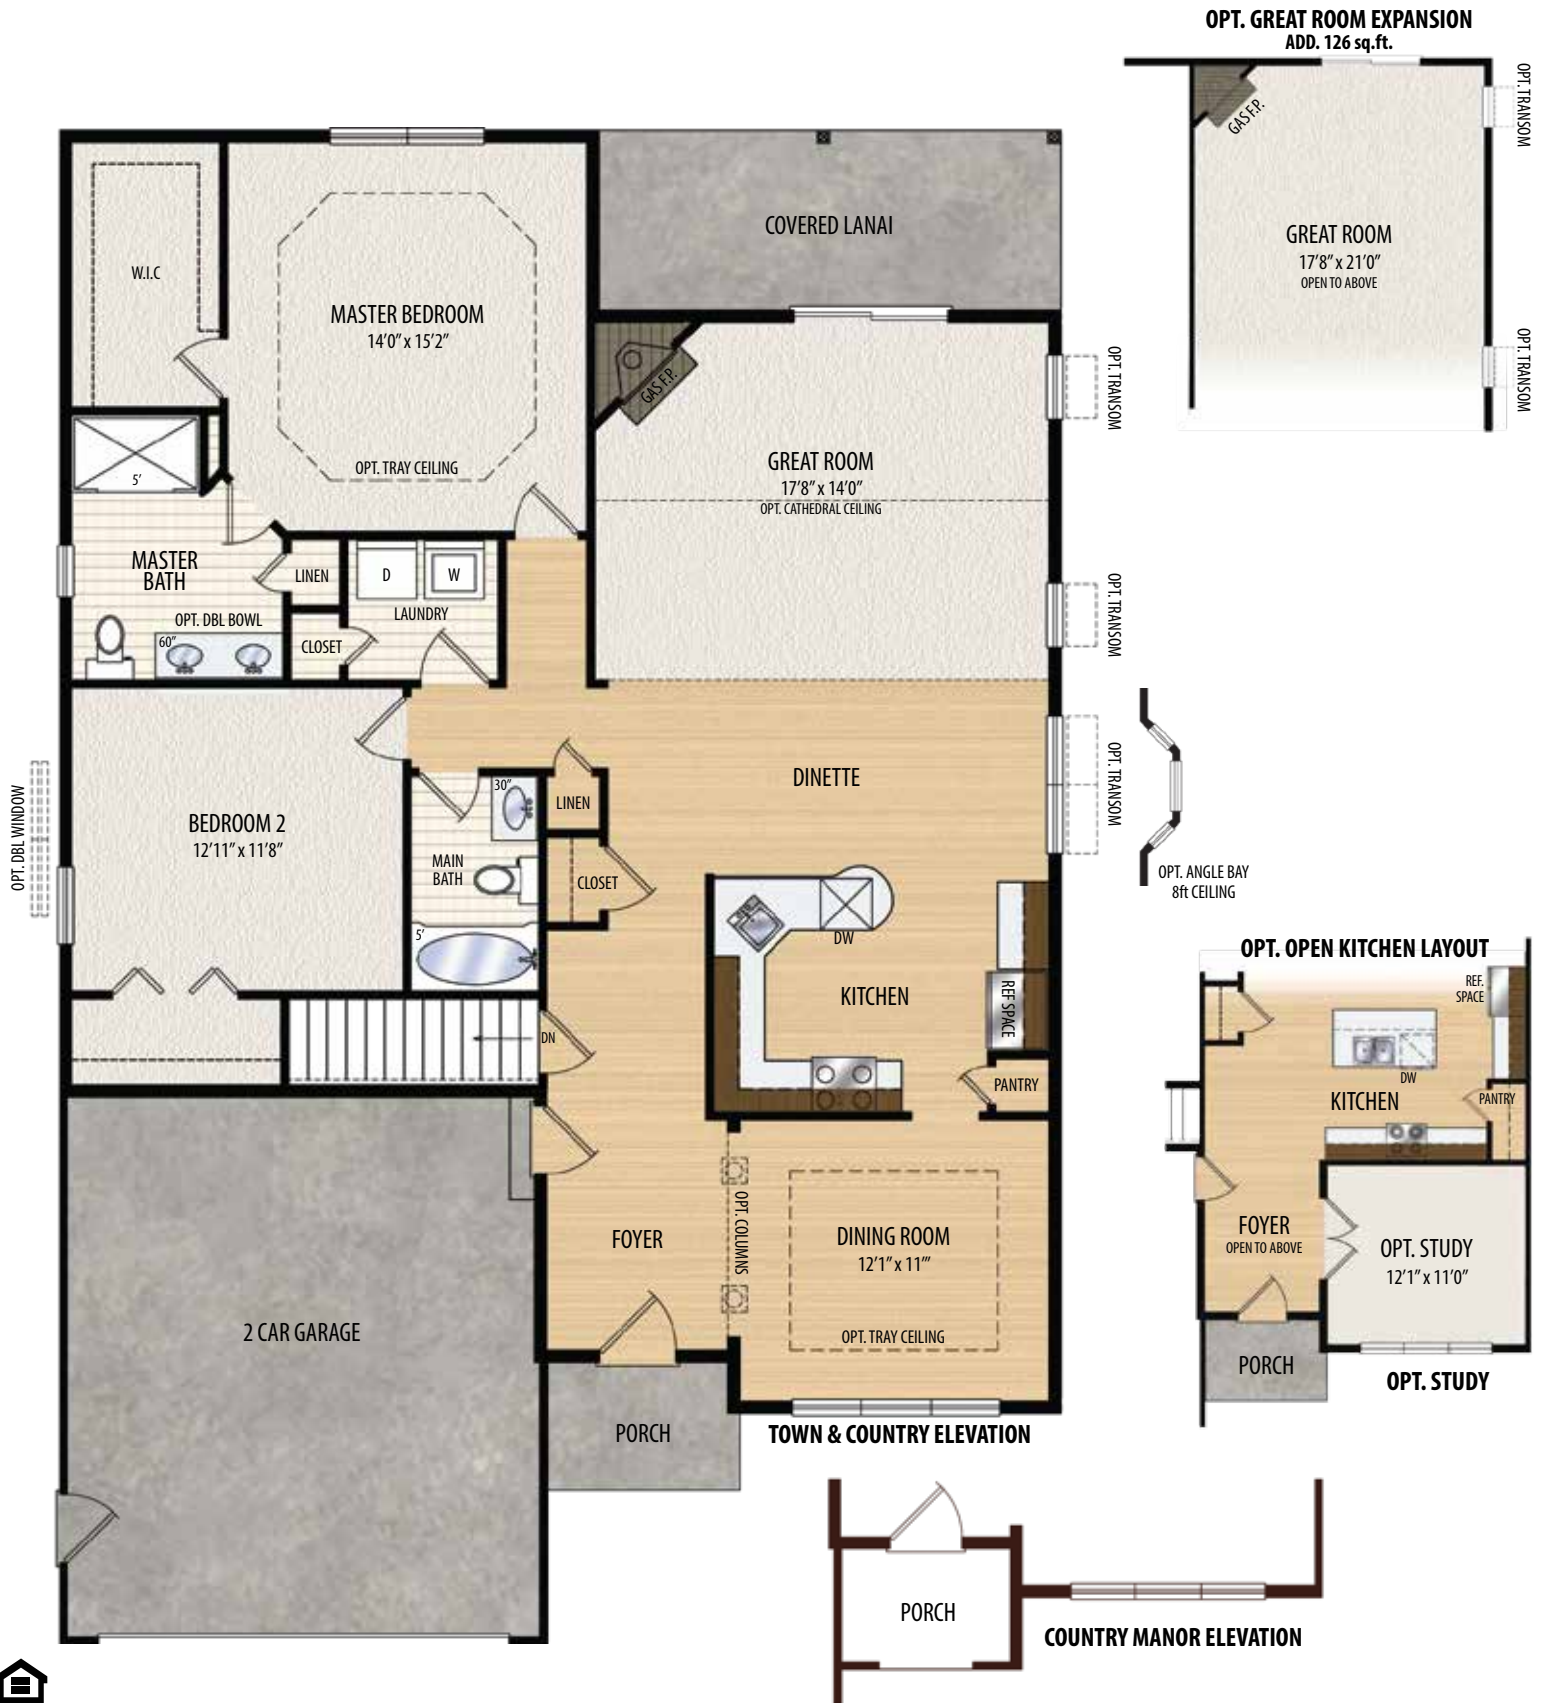 OPT. GREAT ROOM EXPANSION
ADD. 126 sq.ft.
OPT. TRANSOM
GAS F.P.
GREAT ROOM
17'8" x 21'0"
OPEN TO ABOVE
OPT. TRANSOM
COVERED LANAI
W.I.C
MASTER BEDROOM
14'0" x 15'2"
OPT. TRAY CEILING
GAS F.P.
OPT. TRANSOM
GREAT ROOM
17'8" x 14'0"
OPT. CATHEDRAL CEILING
5'
MASTER
BATH
LINEN
D
W
OPT. DBL BOWL
60"
LAUNDRY
CLOSET
OPT. TRANSOM
DINETTE
OPT. TRANSOM
OPT. ANGLE BAY
8ft CEILING
OPT. DBL WINDOW
BEDROOM 2
12'11" x 11'8"
30"
LINEN
MAIN
BATH
CLOSET
5'
DW
KITCHEN
REF SPACE
DN
PANTRY
OPT. OPEN KITCHEN LAYOUT
REF.
SPACE
DW
KITCHEN
PANTRY
FOYER
OPEN TO ABOVE
OPT. STUDY
12'1" x 11'0"
PORCH
OPT. STUDY
FOYER
OPT. COLUMNS
DINING ROOM
12'1" x 11'"
OPT. TRAY CEILING
2 CAR GARAGE
PORCH
TOWN & COUNTRY ELEVATION
PORCH
COUNTRY MANOR ELEVATION